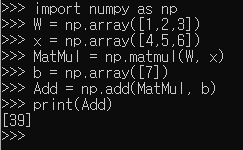 >>> import numpy as np
>>> W = np.array([1,2,3])
>>> x = np.array([4,5,6])
>>> MatMul = np.matmul(W, x)
>>> b = np.array([7])
>>> Add = np.add(MatMul, b)
>>> print(Add)
[39]
>>>